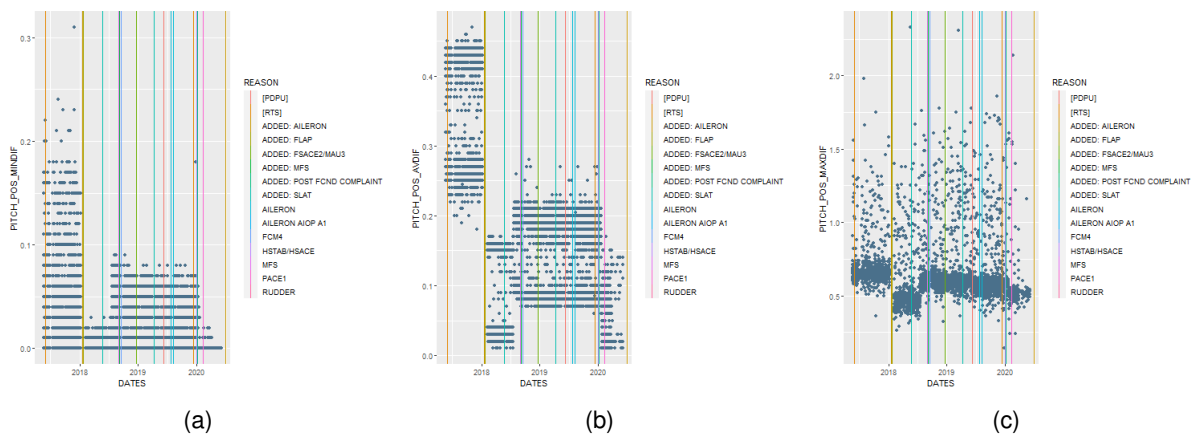 PITCH_POS_MINDIF
0.3
0.2
0.1
0.0
2018
2019
2020
DATES
REASON
[PDPU]
[RTS]
ADDED: AILERON
ADDED: FLAP
ADDED: FSACE2/MAU3
ADDED: MFS
ADDED: POST FCND COMPLAINT
ADDED: SLAT
AILERON
AILERON AIOP A1
FCM4
HSTAB/HSACE
MFS
PACE1
RUDDER
(a)
PITCH_POS_AVDIF
0.4
0.3
0.2
0.1
0.0
2018
2019
2020
DATES
REASON
[PDPU]
[RTS]
ADDED: AILERON
ADDED: FLAP
ADDED: FSACE2/MAU3
ADDED: MFS
ADDED: POST FCND COMPLAINT
ADDED: SLAT
AILERON
AILERON AIOP A1
FCM4
HSTAB/HSACE
MFS
PACE1
RUDDER
(b)
PITCH_POS_MAXDIF
2.0
1.5
1.0
0.5
2018
2019
2020
DATES
REASON
[PDPU]
[RTS]
ADDED: AILERON
ADDED: FLAP
ADDED: FSACE2/MAU3
ADDED: MFS
ADDED: POST FCND COMPLAINT
ADDED: SLAT
AILERON
AILERON AIOP A1
FCM4
HSTAB/HSACE
MFS
PACE1
RUDDER
(c)